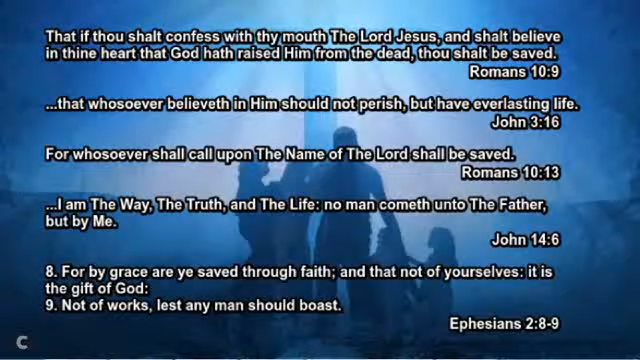 That if thou shalt confess with thy mouth The Lord Jesus, and shalt believe
in thine heart that God hath raised Him from the dead, thou shalt be saved.
Romans 10:9
...that whosoever believeth in Him should not perish, but have everlasting life.
John 3:16
For whosoever shall call upon The Name of The Lord shall be saved.
Romans 10:13
...I am The Way, The Truth, and The Life: no man cometh unto The Father,
but by Me.
John 14:6
8. For by grace are ye saved through faith; and that not of yourselves: it is
the gift of God:
9. Not of works, lest any man should boast.
Ephesians 2:8-9
C